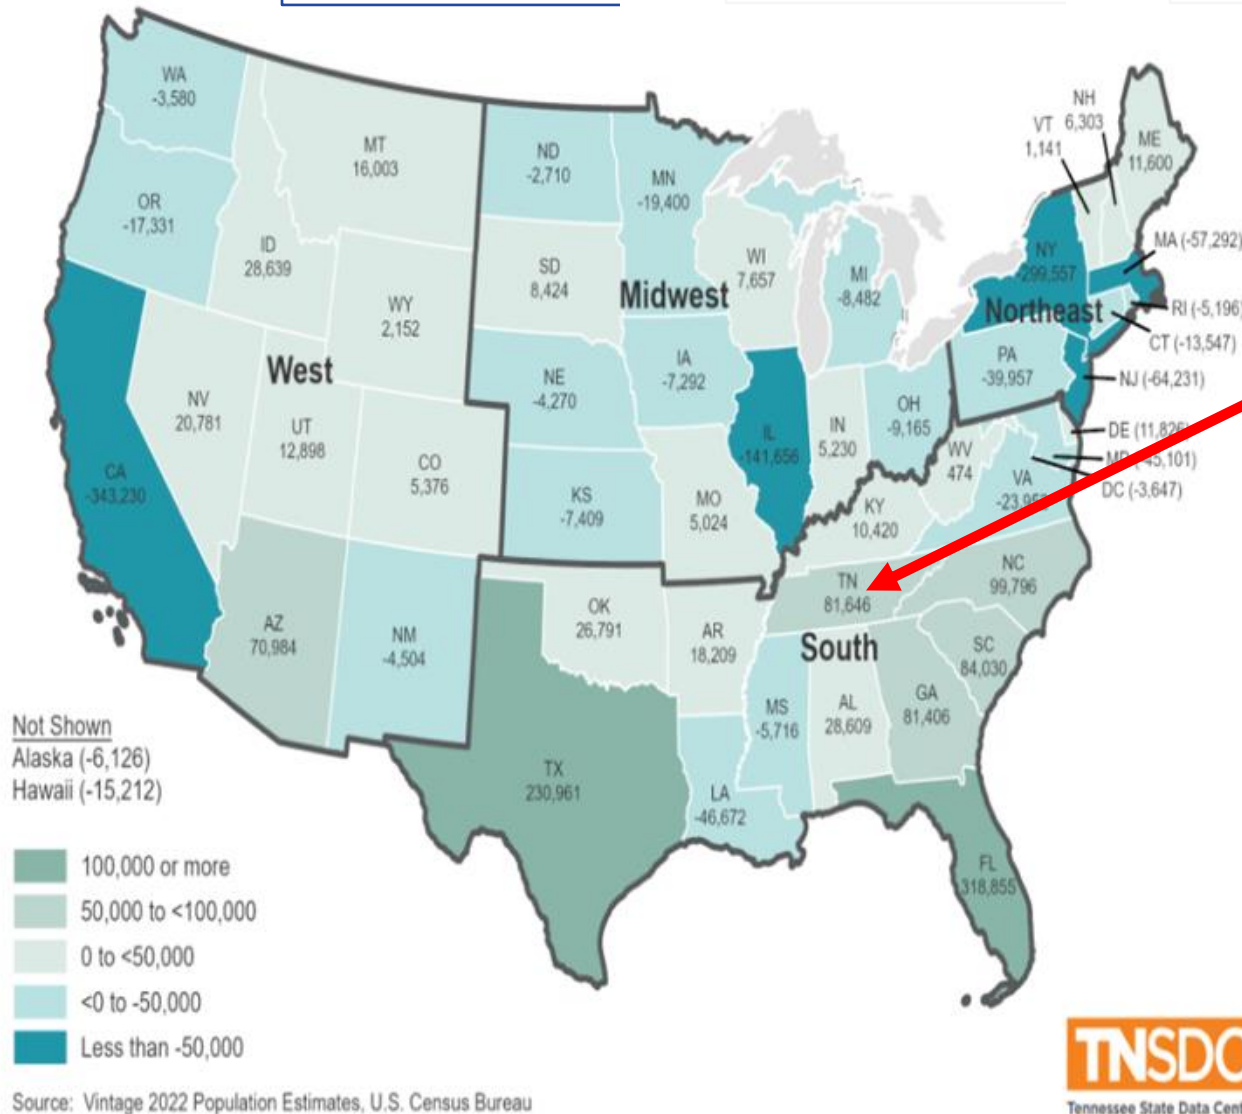 WA
-3,580
MT
16,003
ND
-2,710
MN
-19,400
VT
1,141
NH
6,303
ME
11,600
OR
-17,331
ID
28,639
SD
8,424
WI
7,657
MI
-8,482
NY
-299,557
MA (-57,292)
WY
2,152
Midwest
Northeast
RI (-5,196)
CT (-13,547)
West
NE
-4,270
IA
-7,292
PA
-39,957
NJ (-64,231)
NV
20,781
UT
12,898
CO
5,376
IL
-141,656
IN
5,230
OH
-9,165
DE (11,826)
MD (-45,101)
DC (-3,647)
CA
-343,230
KS
-7,409
MO
5,024
WV
474
VA
KY
10,420
AZ
70,984
NM
-4,504
OK
26,791
AR
18,209
TN
81,646
NC
99,796
South
SC
84,030
MS
-5,716
AL
28,609
GA
81,406
TX
230,961
LA
-46,672
FL
318,855
Not Shown
Alaska (-6,126)
Hawaii (-15,212)
100,000 or more
50,000 to <100,000
0 to <50,000
<0 to -50,000
Less than -50,000
Source: Vintage 2022 Population Estimates, U.S. Census Bureau
TNSDC
Tennessee State Data